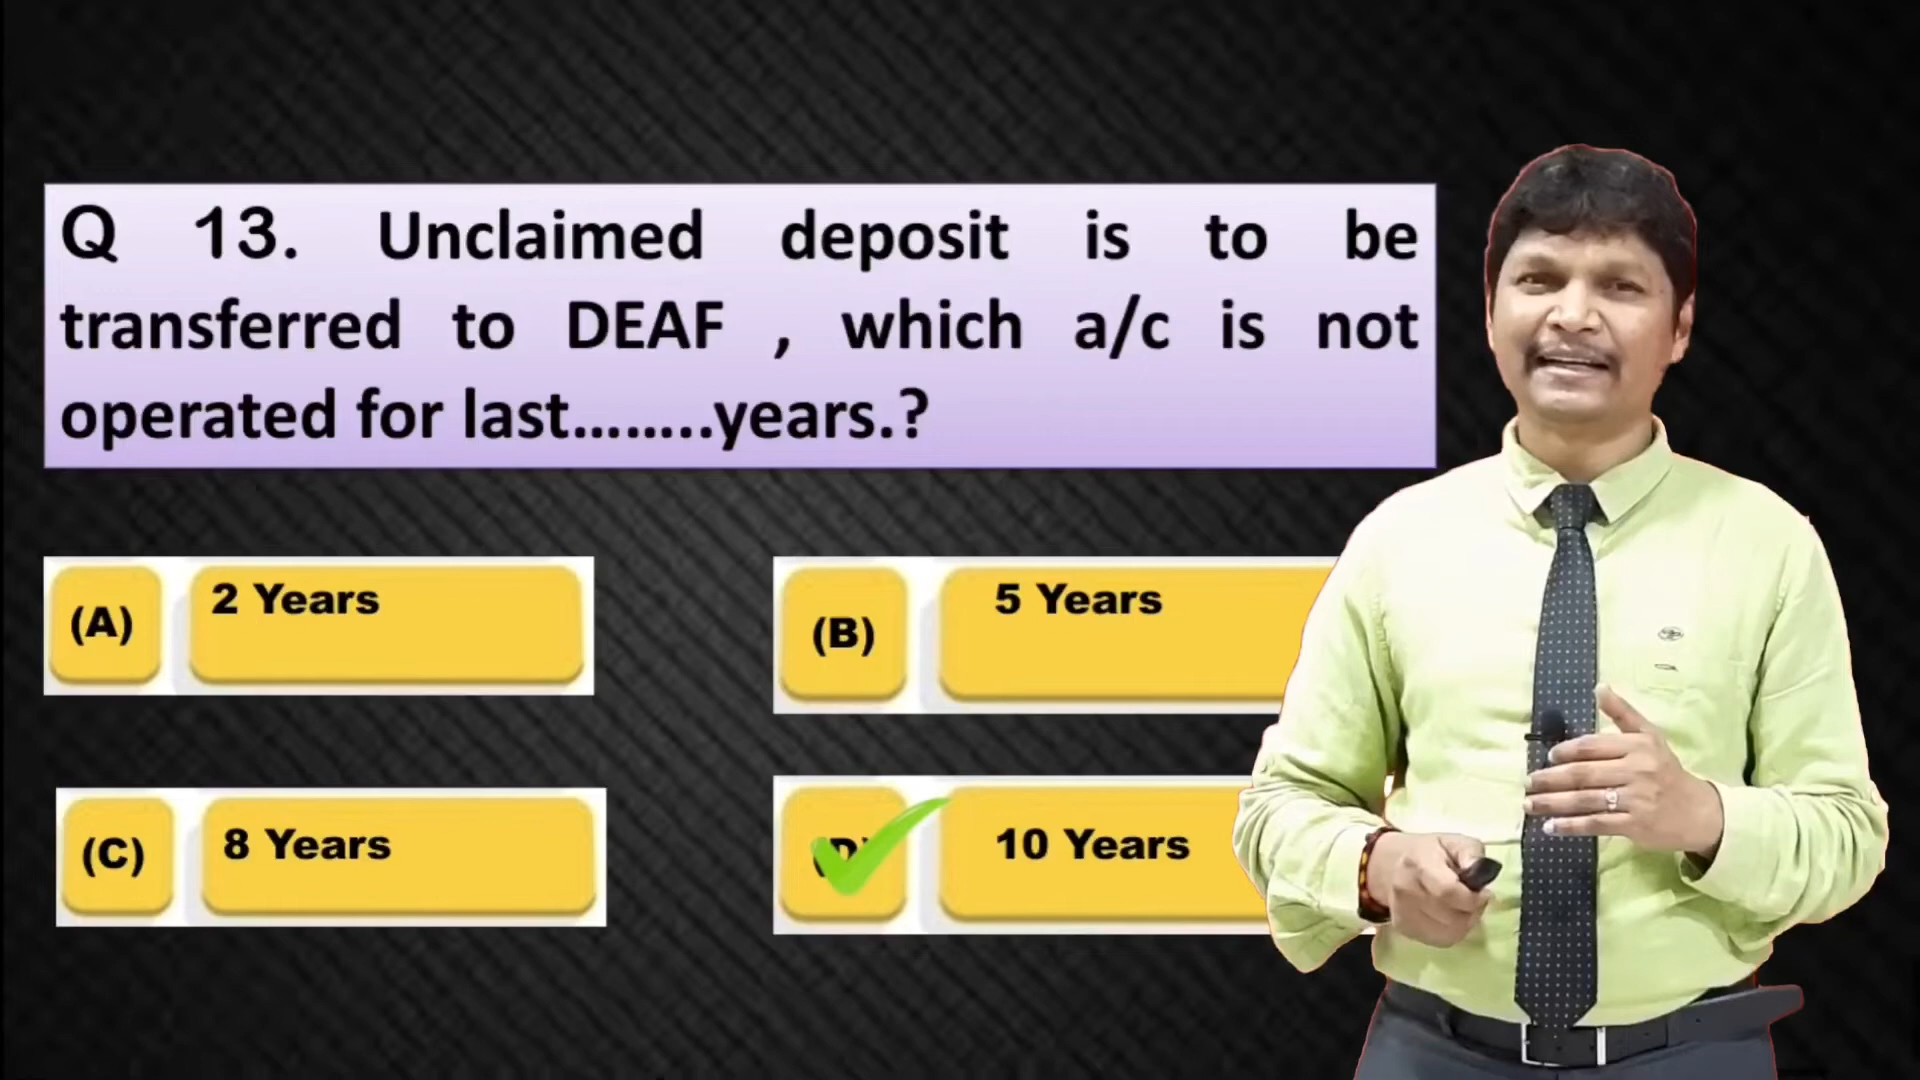 Q 13. Unclaimed deposit is to be
transferred to DEAF , which a/c is not
operated for last........years.?
(A) 2 Years
(B) 5 Years
(C) 8 Years
(D) 10 Years